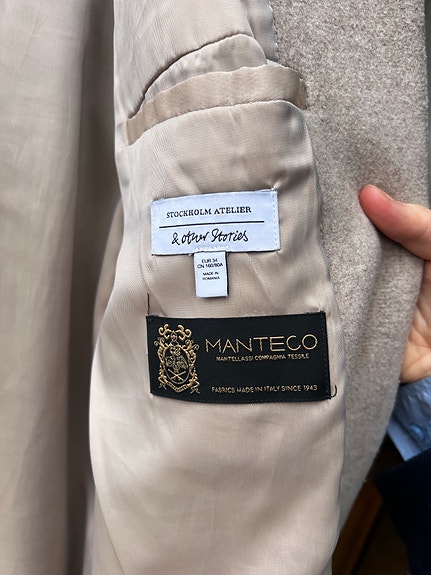 STOCKHOLM ATELIER
& other Stories
EUR 34
CN 160/80A
MADE IN
ROMANIA
MANTECO
MANTELLASSI COMPAGNIA TESSILE
FABRICS MADE IN ITALY SINCE 1943